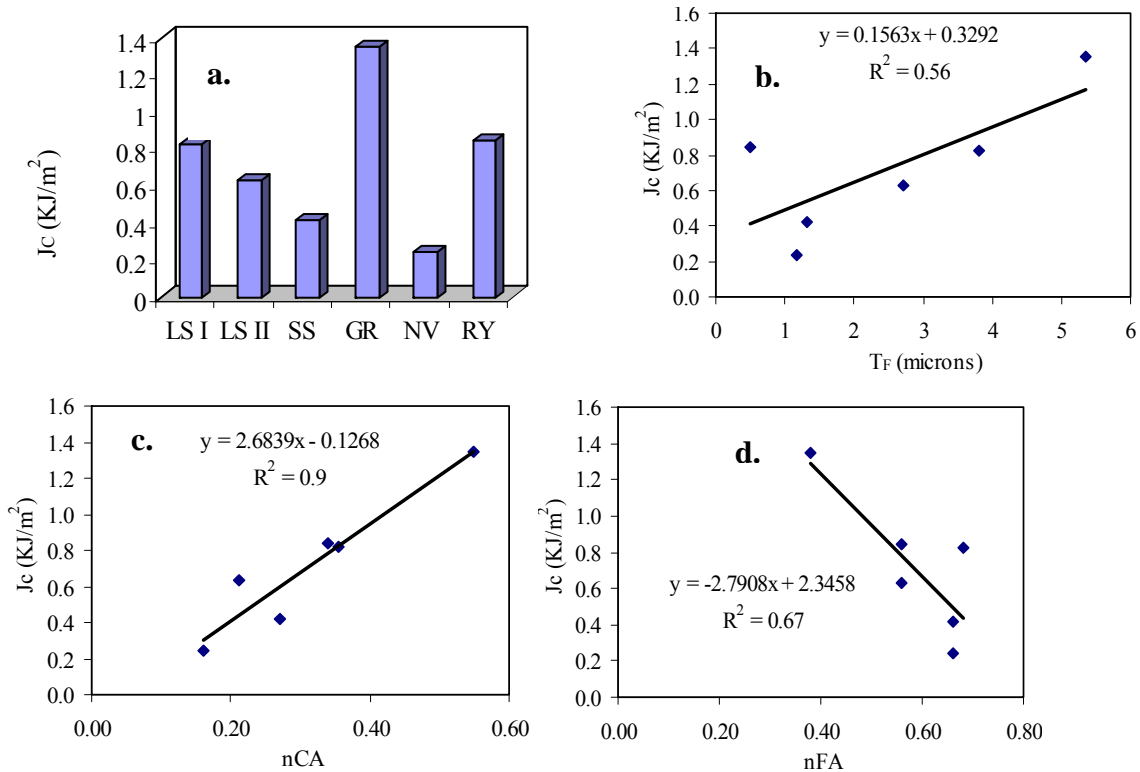 a.
1.4
1.2
1
0.8
0.6
0.4
0.2
0
Jc (KJ/m²)
LS I LS II SS GR NV RY
b.
y = 0.1563x + 0.3292
R² = 0.56
1.6
1.4
1.2
1.0
0.8
0.6
0.4
0.2
0.0
Jc (KJ/m²)
0 1 2 3 4 5 6
TF (microns)
c.
y = 2.6839x - 0.1268
R² = 0.9
1.6
1.4
1.2
1.0
0.8
0.6
0.4
0.2
0.0
Jc (KJ/m²)
0.00 0.20 0.40 0.60
nCA
d.
y = -2.7908x + 2.3458
R² = 0.67
1.6
1.4
1.2
1.0
0.8
0.6
0.4
0.2
0.0
Jc (KJ/m²)
0.00 0.20 0.40 0.60 0.80
nFA